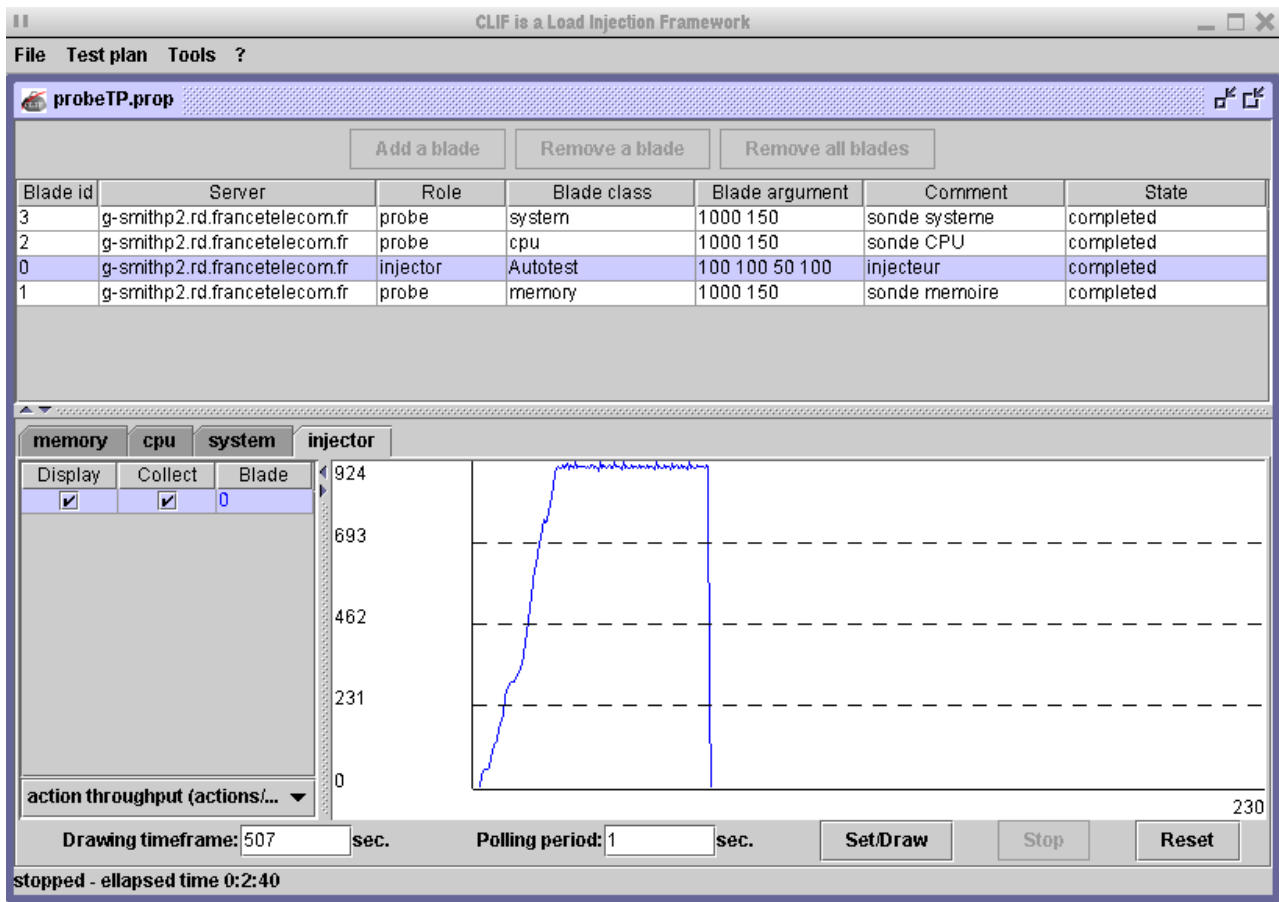 CLIF is a Load Injection Framework
File Test plan Tools ?
probeTP.prop
Add a blade Remove a blade Remove all blades
Blade id Server Role Blade class Blade argument Comment State
3 g-smithp2.rd.francetelecom.fr probe system 1000 150 sonde systeme completed
2 g-smithp2.rd.francetelecom.fr probe cpu 1000 150 sonde CPU completed
0 g-smithp2.rd.francetelecom.fr injector Autotest 100 100 50 100 injecteur completed
1 g-smithp2.rd.francetelecom.fr probe memory 1000 150 sonde memoire completed
memory cpu system injector
Display Collect Blade
0
924
693
462
231
0
230
action throughput (actions/...
Drawing timeframe: 507 sec. Polling period: 1 sec. Set/Draw Stop Reset
stopped - ellapsed time 0:2:40